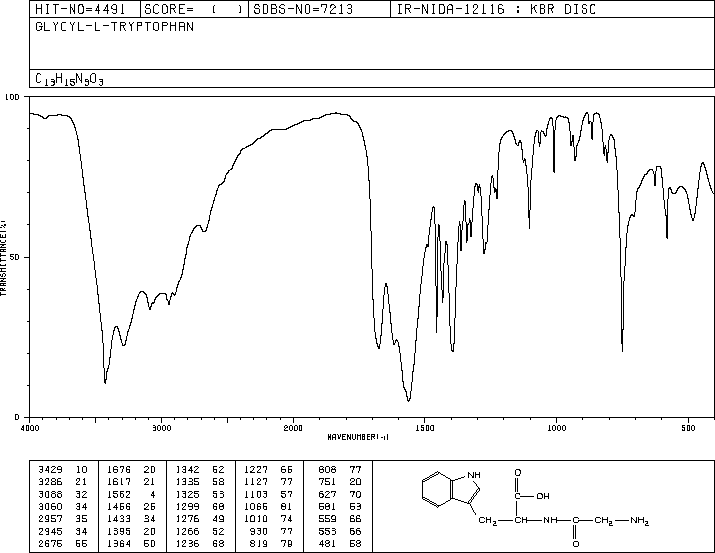 HIT-NO=4491 SCORE= ( ) SDBS-NO=7213 IR-NIDA-12116 : KBR DISC
GLYCYL-L-TRYPTOPHAN
C13H15N3O3
100
50
0
TRANSMITTANCE(%)
4000 3000 2000 1500 1000 500
WAVENUMBER(-1)
3429 10 1676 20 1342 52 1227 66 808 77
3286 21 1617 21 1335 58 1127 77 751 20
3088 32 1562 4 1325 53 1103 57 627 70
3060 34 1456 26 1299 68 1066 81 581 53
2957 35 1433 34 1276 49 1010 74 559 66
2945 34 1395 20 1266 52 930 77 553 66
2676 55 1364 50 1236 68 819 79 481 58
NH
O
C-OH
CH2-CH-NH-C-CH2-NH2
O